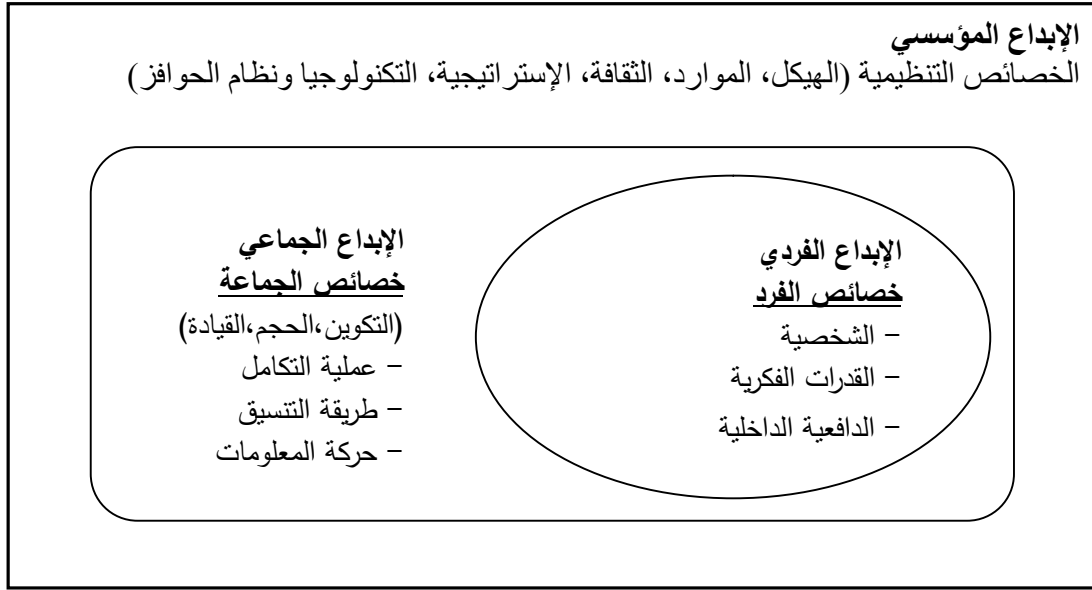 الإبداع المؤسسي
الخصائص التنظيمية (الهيكل، الموارد، الثقافة، الإستراتيجية، التكنولوجيا ونظام الحوافز)
الإبداع الفردي
خصائص الفرد
– الشخصية
– القدرات الفكرية
– الدافعية الداخلية
الإبداع الجماعي
خصائص الجماعة
(التكوين،الحجم،القيادة)
– عملية التكامل
– طريقة التنسيق
– حركة المعلومات